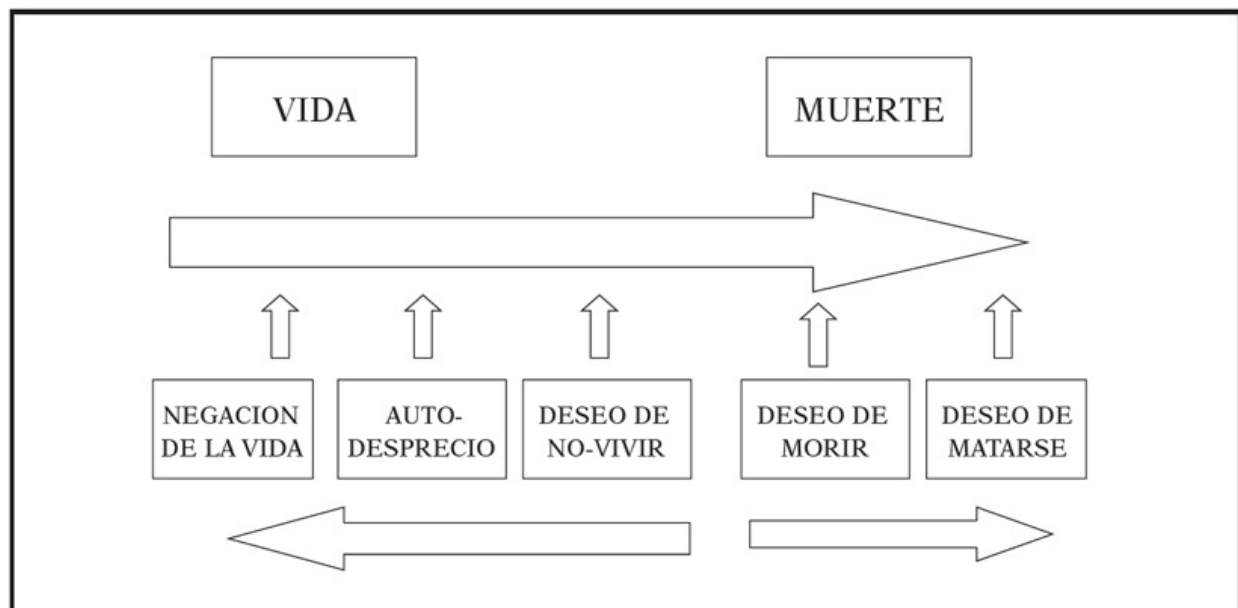 VIDA
MUERTE
NEGACION
DE LA VIDA
AUTO-
DESPRECIO
DESEO DE
NO-VIVIR
DESEO DE
MORIR
DESEO DE
MATARSE